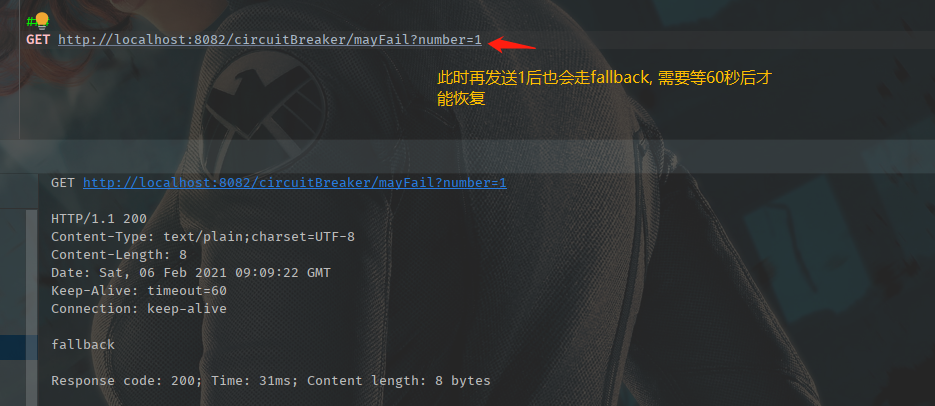 ###
GET http://localhost:8082/circuitBreaker/mayFail?number=1
此时再发送1后也会走fallback, 需要等60秒后才
能恢复
GET http://localhost:8082/circuitBreaker/mayFail?number=1
HTTP/1.1 200
Content-Type: text/plain;charset=UTF-8
Content-Length: 8
Date: Sat, 06 Feb 2021 09:09:22 GMT
Keep-Alive: timeout=60
Connection: keep-alive
fallback
Response code: 200; Time: 31ms; Content length: 8 bytes